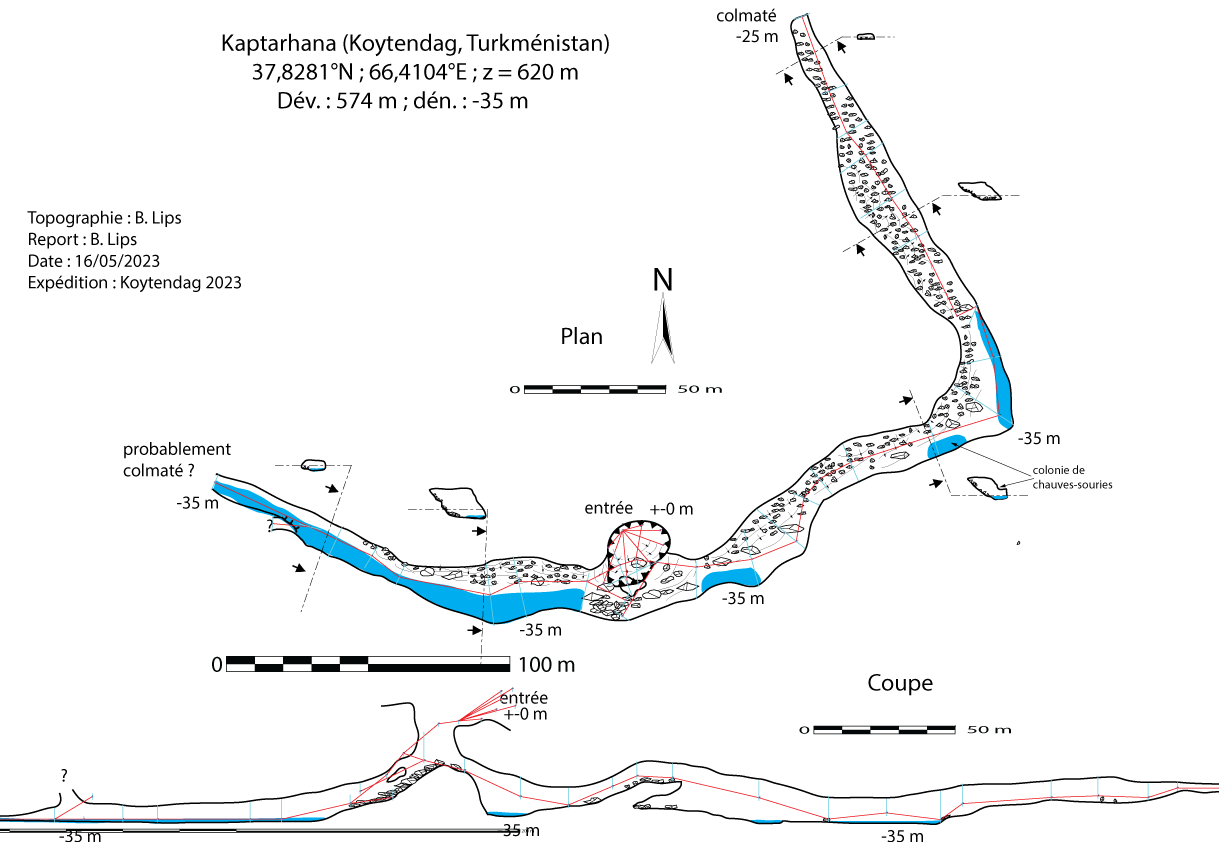 Kaptarhana (Koytendag, Turkménistan)
37,8281°N ; 66,4104°E ; z = 620 m
Dév. : 574 m ; dén. : -35 m
colmaté
-25 m
Topographie : B. Lips
Report : B. Lips
Date : 16/05/2023
Expédition : Koytendag 2023
N
Plan
0 50 m
probablement
colmaté ?
-35 m
?
entrée +-0 m
-35 m
colonie de
chauves-souries
-35 m
-35 m
0 100 m
Coupe
entrée
+-0 m
0 50 m
?
-35 m
-35 m
-35 m